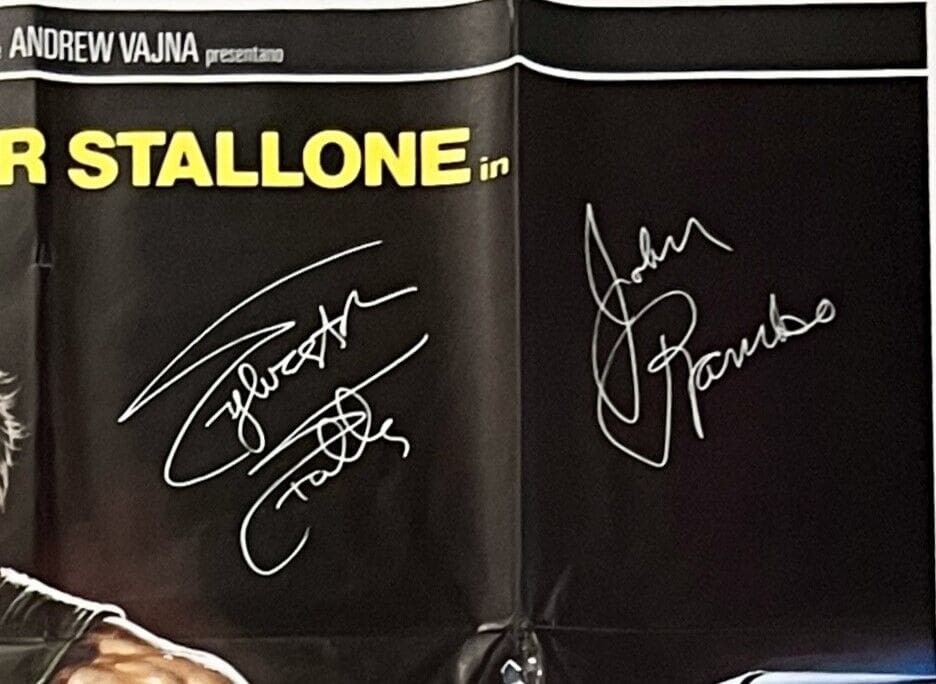 ANDREW VAJNA presentano
R STALLONE in
John
Rambo
Sylvester
Stallone